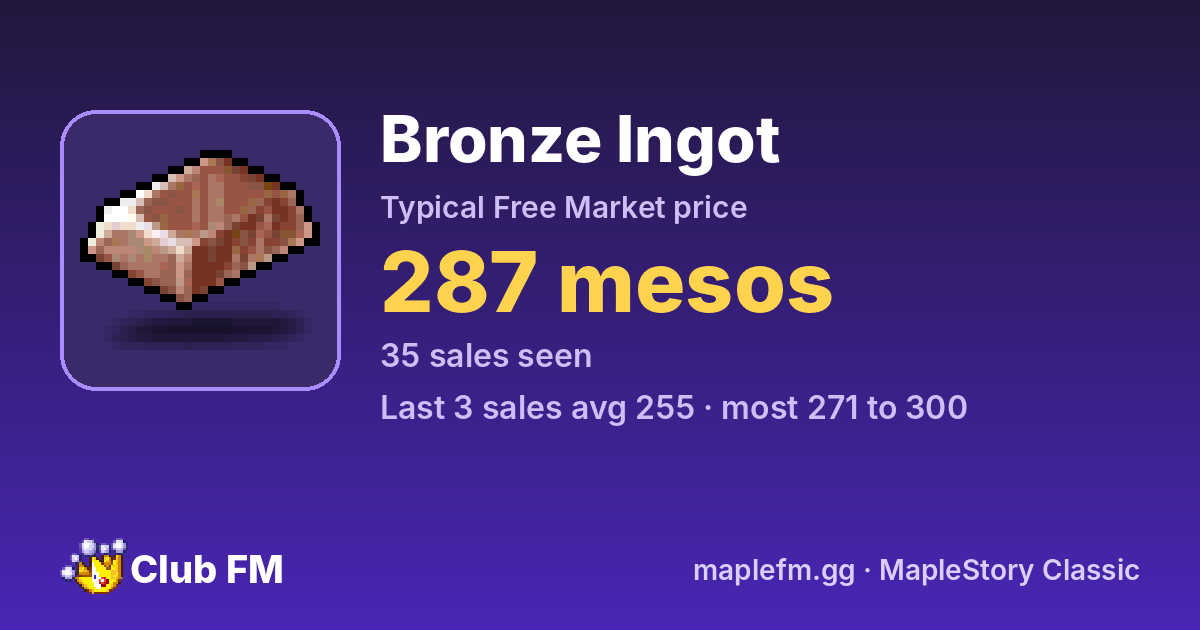 Bronze Ingot
Typical Free Market price
287 mesos
35 sales seen
Last 3 sales avg 255 · most 271 to 300
Club FM
maplefm.gg · MapleStory Classic